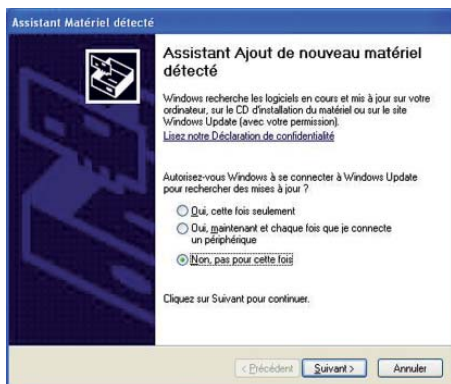 Assistant Matériel détecté
Assistant Ajout de nouveau matériel
détecté
Windows recherche les logiciels en cours et mis à jour sur votre
ordinateur, sur le CD d'installation du matériel ou sur le site
Windows Update (avec votre permission).
Lisez notre Déclaration de confidentialité
Autorisez-vous Windows à se connecter à Windows Update
pour rechercher des mises à jour ?
Oui, cette fois seulement
Oui, maintenant et chaque fois que je connecte
un périphérique
Non, pas pour cette fois
Cliquez sur Suivant pour continuer.
< Précédent
Suivant >
Annuler